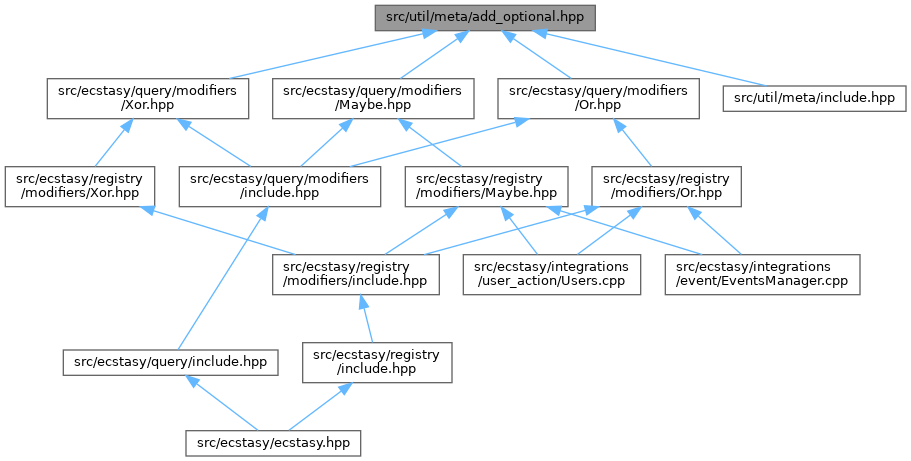 src/util/meta/add_optional.hpp
src/ecstasy/query/modifiers
/Xor.hpp
src/ecstasy/query/modifiers
/Maybe.hpp
src/ecstasy/query/modifiers
/Or.hpp
src/util/meta/include.hpp
src/ecstasy/registry
/modifiers/Xor.hpp
src/ecstasy/query/modifiers
/include.hpp
src/ecstasy/registry
/modifiers/Maybe.hpp
src/ecstasy/registry
/modifiers/Or.hpp
src/ecstasy/registry
/modifiers/include.hpp
src/ecstasy/integrations
/user_action/Users.cpp
src/ecstasy/integrations
/event/EventsManager.cpp
src/ecstasy/query/include.hpp
src/ecstasy/registry
/include.hpp
src/ecstasy/ecstasy.hpp